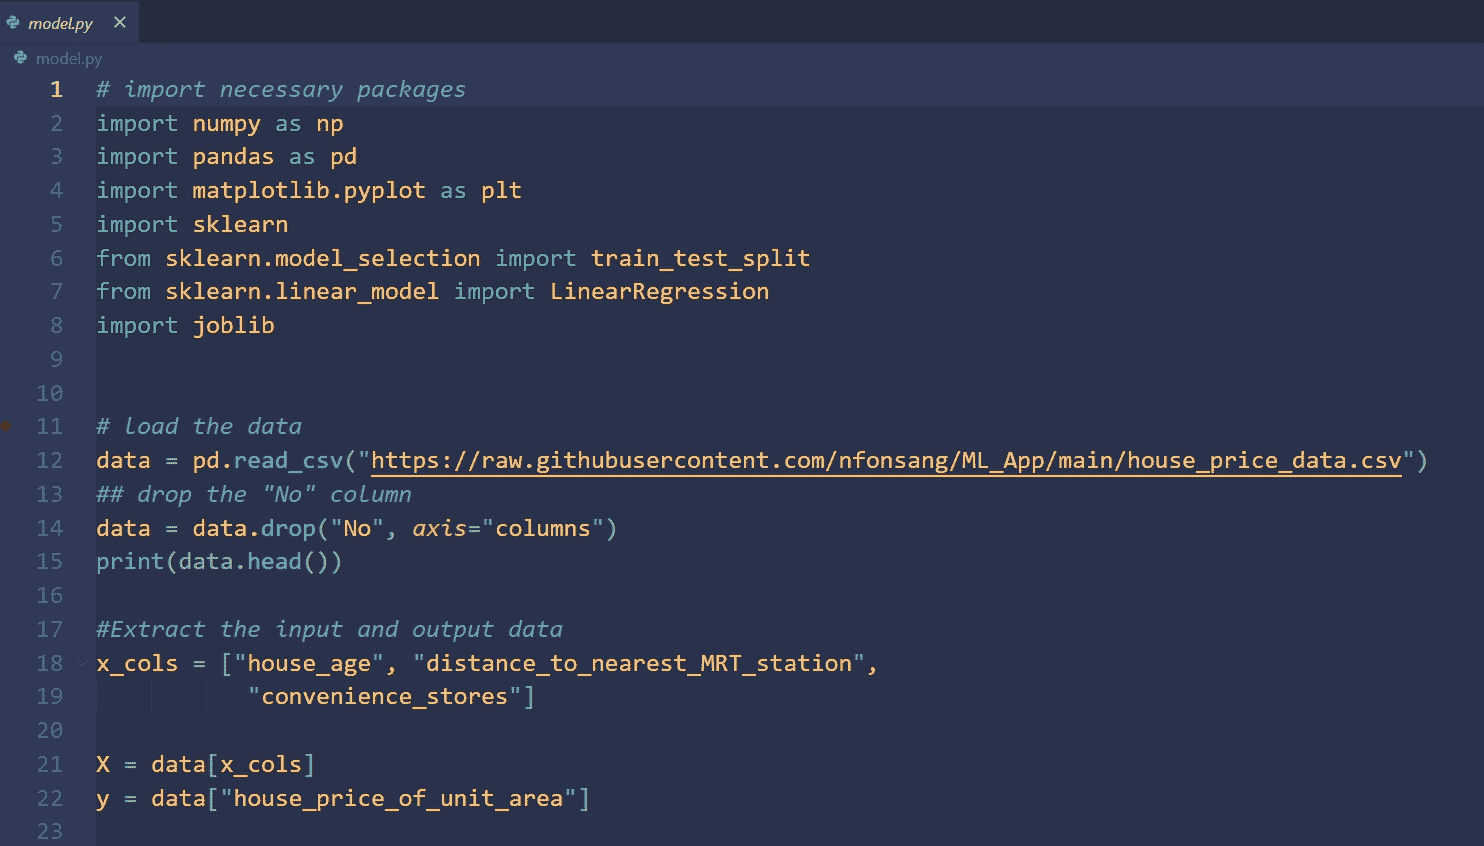 model.py ×
model.py
1 # import necessary packages
2 import numpy as np
3 import pandas as pd
4 import matplotlib.pyplot as plt
5 import sklearn
6 from sklearn.model_selection import train_test_split
7 from sklearn.linear_model import LinearRegression
8 import joblib
9
10
11 # load the data
12 data = pd.read_csv("https://raw.githubusercontent.com/nfonsang/ML_App/main/house_price_data.csv")
13 ## drop the "No" column
14 data = data.drop("No", axis="columns")
15 print(data.head())
16
17 #Extract the input and output data
18 x_cols = ["house_age", "distance_to_nearest_MRT_station",
19            "convenience_stores"]
20
21 X = data[x_cols]
22 y = data["house_price_of_unit_area"]
23